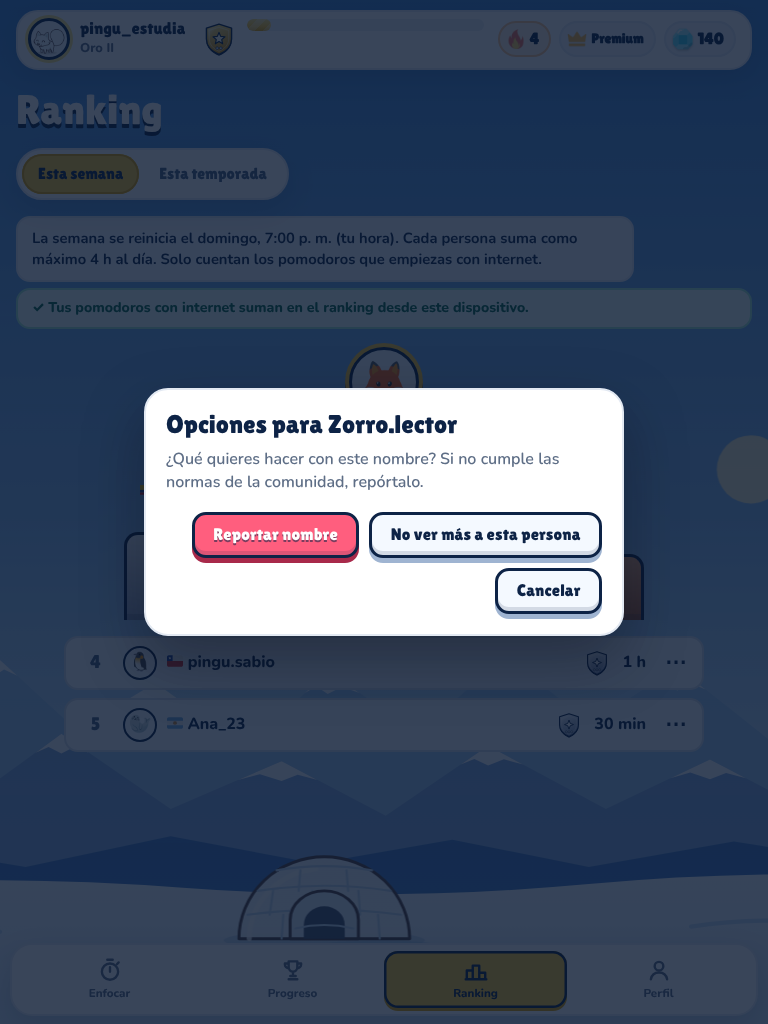 pingu_estudia
Oro II
4
Premium
140
Ranking
Esta semana
Esta temporada
La semana se reinicia el domingo, 7:00 p. m. (tu hora). Cada persona suma como
máximo 4 h al día. Solo cuentan los pomodoros que empiezas con internet.
✓ Tus pomodoros con internet suman en el ranking desde este dispositivo.
Opciones para Zorro.lector
¿Qué quieres hacer con este nombre? Si no cumple las
normas de la comunidad, repórtalo.
Reportar nombre
No ver más a esta persona
Cancelar
4 pingu.sabio 1 h ...
5 Ana_23 30 min ...
Enfocar
Progreso
Ranking
Perfil